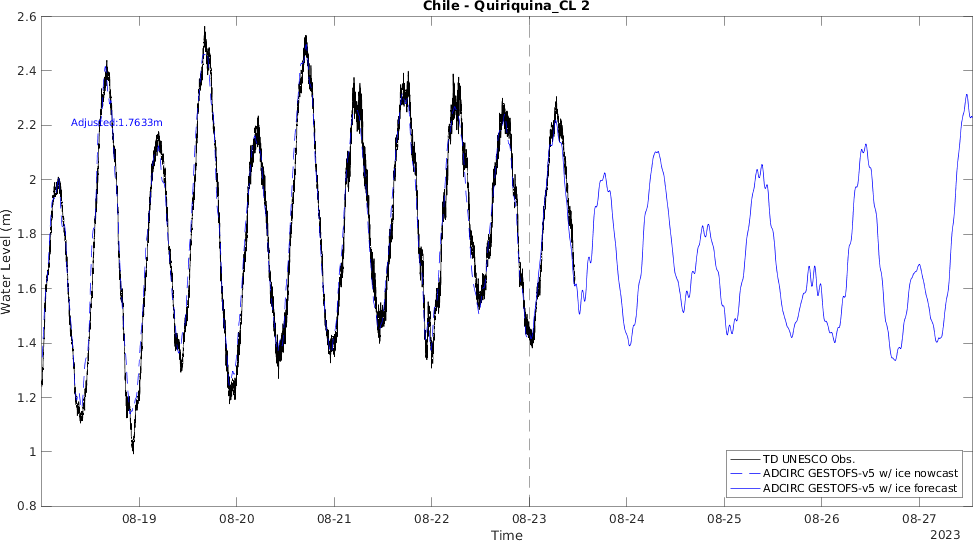 Chile - Quiriquina_CL 2
2.6
2.4
2.2
2
1.8
1.6
1.4
1.2
1
0.8
Water Level (m)
Adjusted:1.7633m
TD UNESCO Obs.
ADCIRC GESTOFS-v5 w/ ice nowcast
ADCIRC GESTOFS-v5 w/ ice forecast
08-19
08-20
08-21
08-22
08-23
08-24
08-25
08-26
08-27
Time
2023